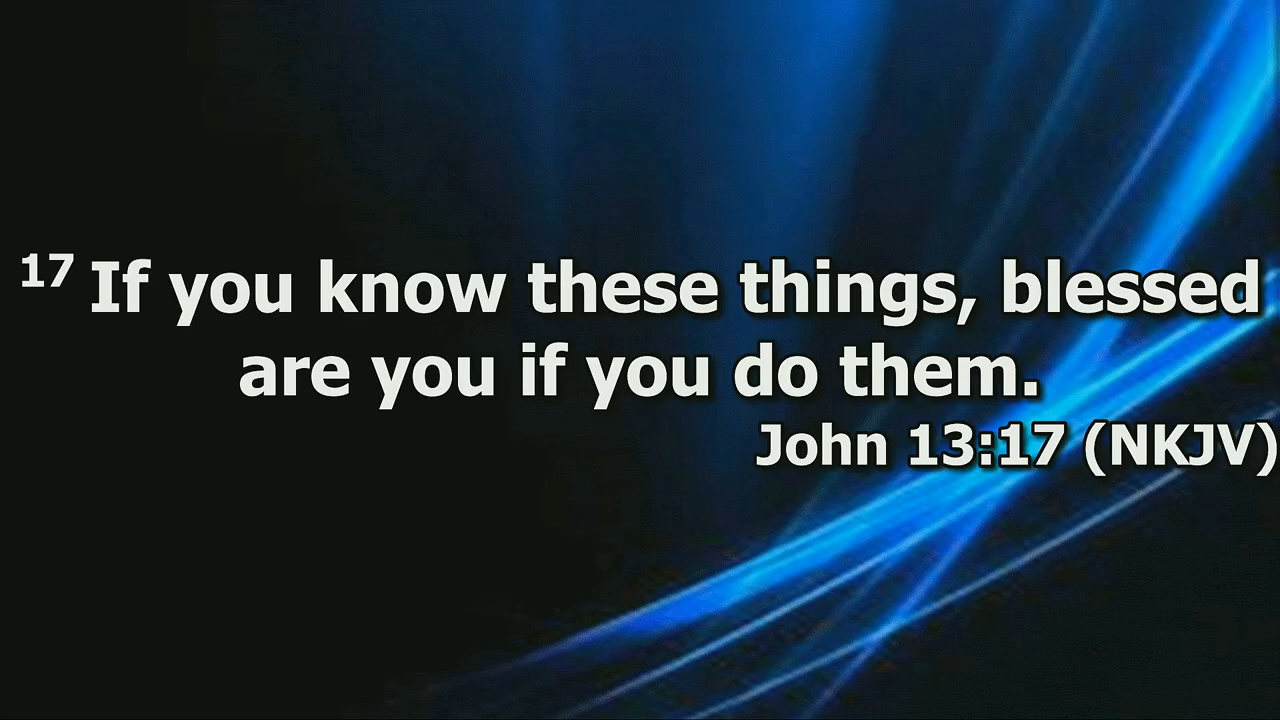 17 If you know these things, blessed
are you if you do them.
John 13:17 (NKJV)